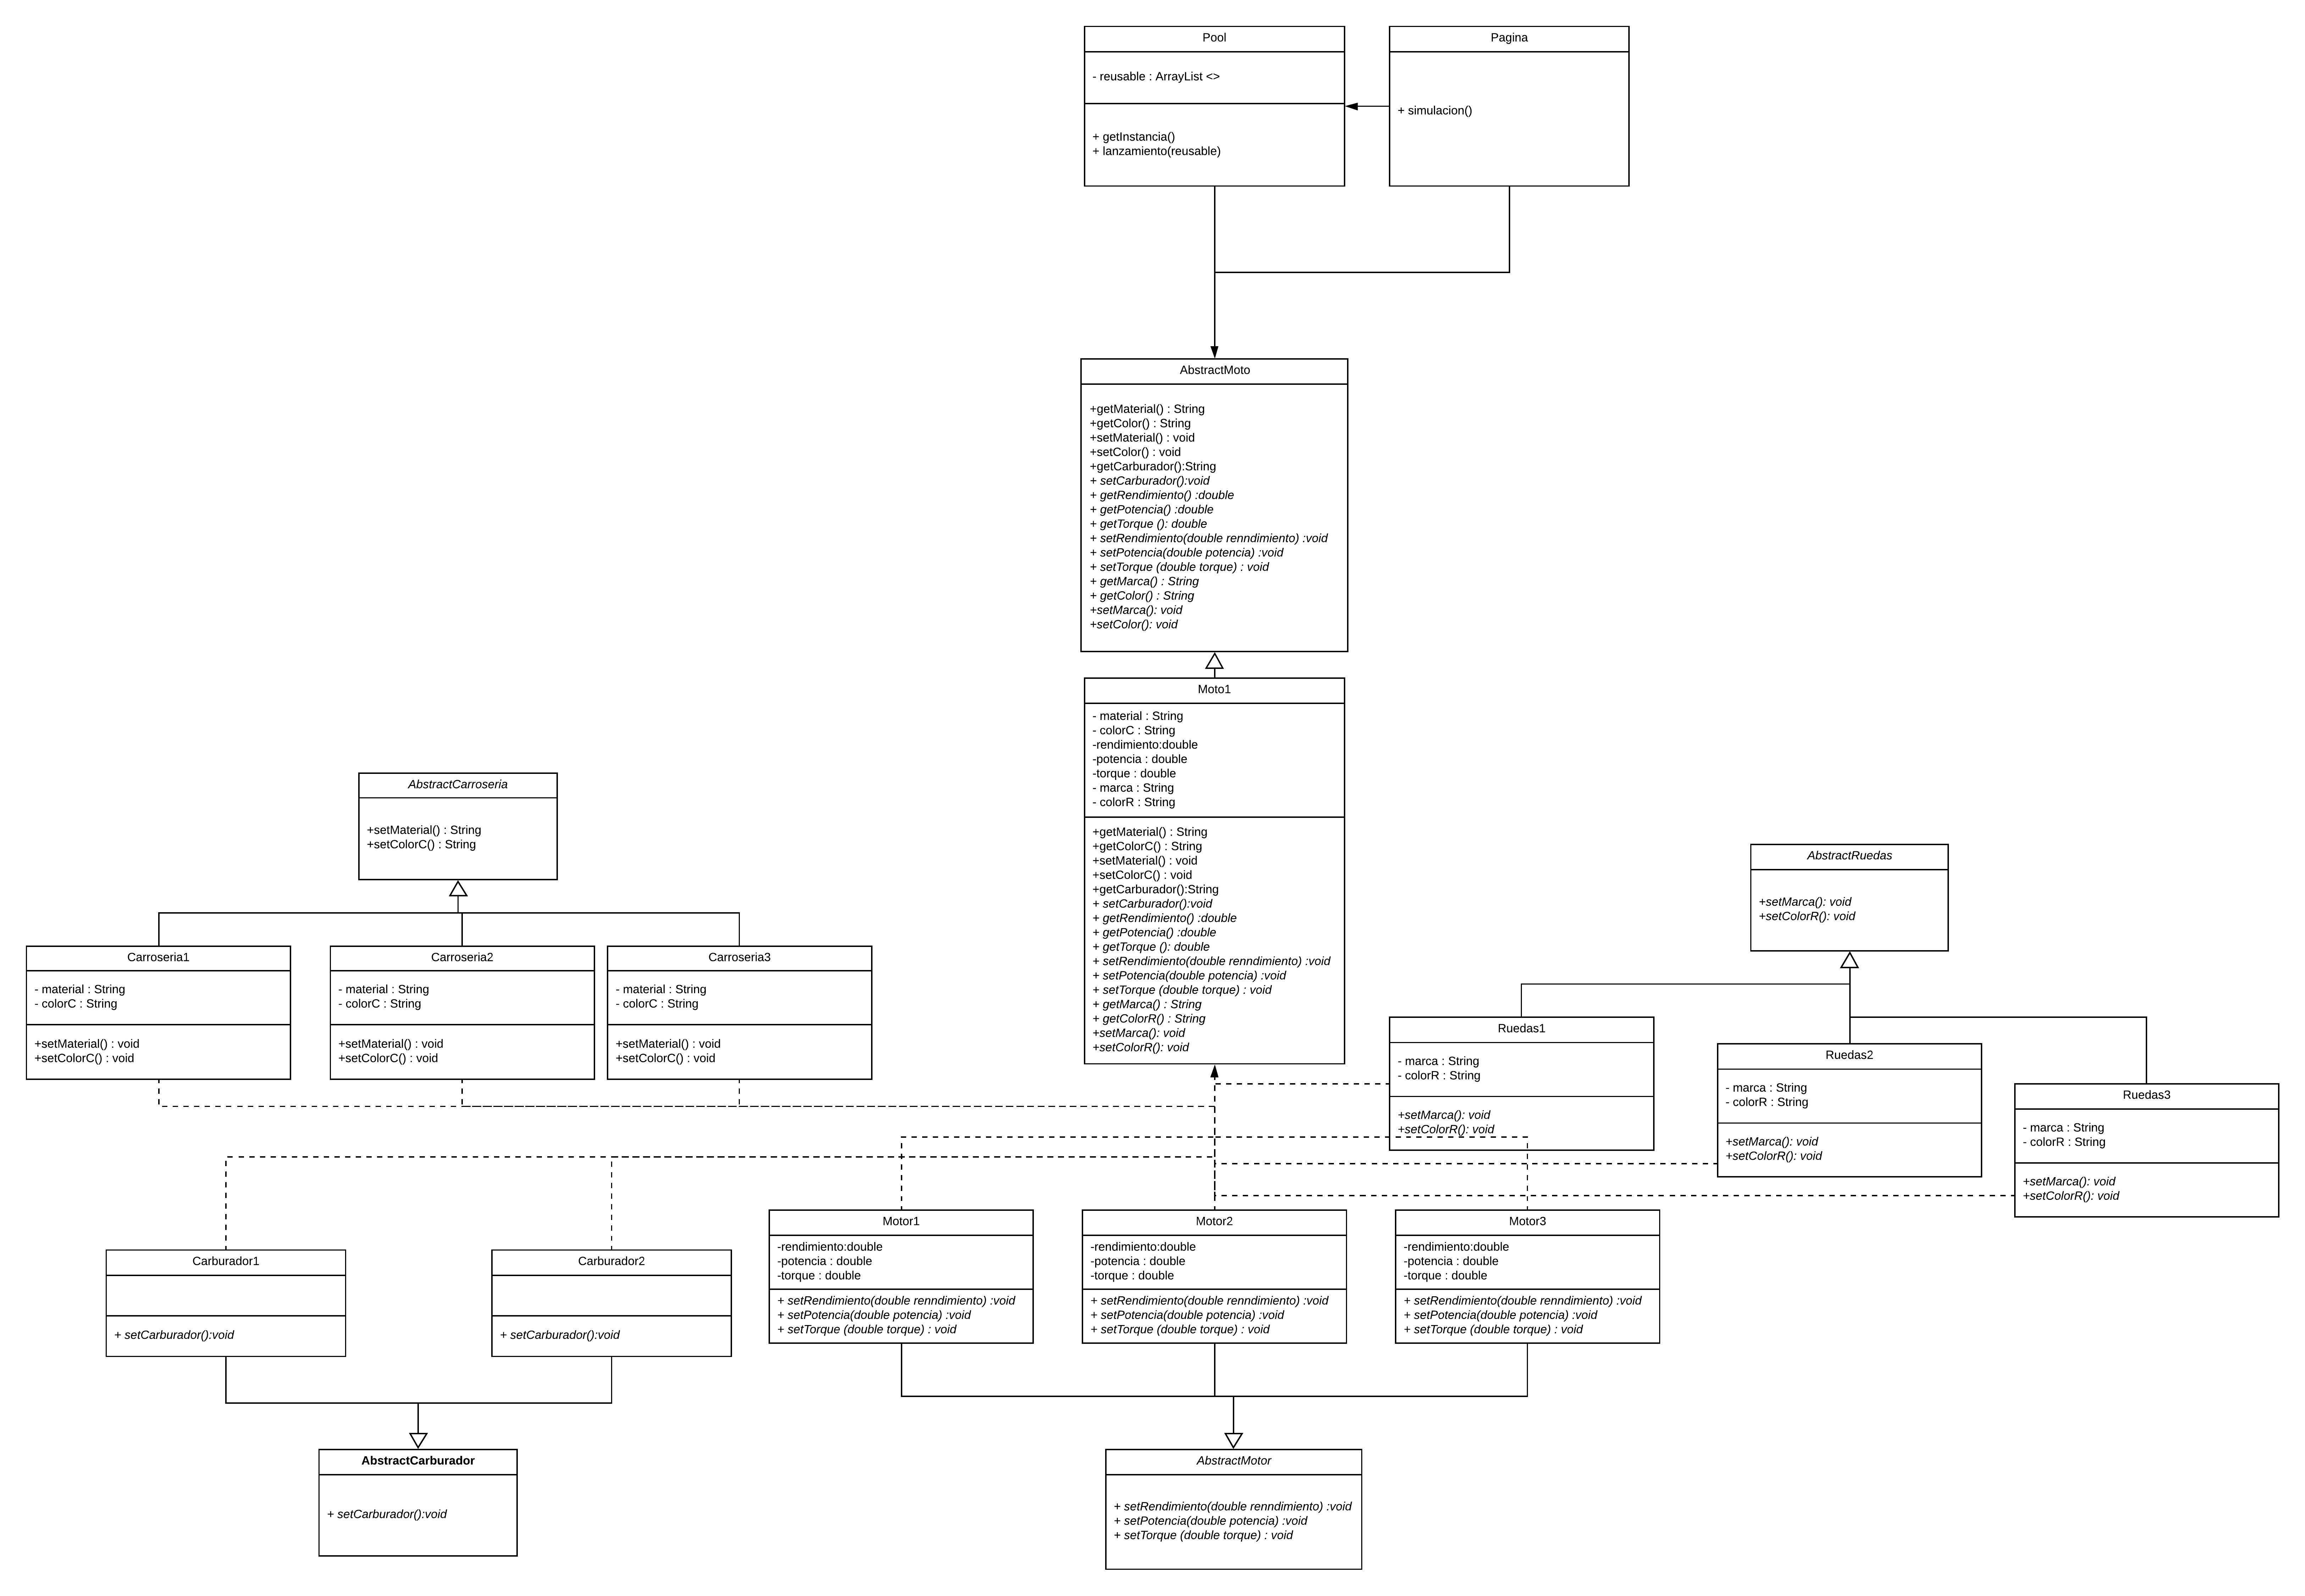 Pool
- reusable : ArrayList <>
+ getInstancia()
+ lanzamiento(reusable)
Pagina
+ simulacion()
AbstractMoto
+getMaterial() : String
+getColor() : String
+setMaterial() : void
+setColor() : void
+getCarburador():String
+ setCarburador():void
+ getRendimiento() :double
+ getPotencia() :double
+ getTorque (): double
+ setRendimiento(double renndimiento) :void
+ setPotencia(double potencia) :void
+ setTorque (double torque) : void
+ getMarca() : String
+ getColor() : String
+setMarca(): void
+setColor(): void
Moto1
- material : String
- colorC : String
-rendimiento:double
-potencia : double
-torque : double
- marca : String
- colorR : String
+getMaterial() : String
+getColorC() : String
+setMaterial() : void
+setColorC() : void
+getCarburador():String
+ setCarburador():void
+ getRendimiento() :double
+ getPotencia() :double
+ getTorque (): double
+ setRendimiento(double renndimiento) :void
+ setPotencia(double potencia) :void
+ setTorque (double torque) : void
+ getMarca() : String
+ getColorR() : String
+setMarca(): void
+setColorR(): void
AbstractCarroseria
+setMaterial() : String
+setColorC() : String
Carroseria1
- material : String
- colorC : String
+setMaterial() : void
+setColorC() : void
Carroseria2
- material : String
- colorC : String
+setMaterial() : void
+setColorC() : void
Carroseria3
- material : String
- colorC : String
+setMaterial() : void
+setColorC() : void
AbstractRuedas
+setMarca(): void
+setColorR(): void
Ruedas1
- marca : String
- colorR : String
+setMarca(): void
+setColorR(): void
Ruedas2
- marca : String
- colorR : String
+setMarca(): void
+setColorR(): void
Ruedas3
- marca : String
- colorR : String
+setMarca(): void
+setColorR(): void
Carburador1
+ setCarburador():void
Carburador2
+ setCarburador():void
Motor1
-rendimiento:double
-potencia : double
-torque : double
+ setRendimiento(double renndimiento) :void
+ setPotencia(double potencia) :void
+ setTorque (double torque) : void
Motor2
-rendimiento:double
-potencia : double
-torque : double
+ setRendimiento(double renndimiento) :void
+ setPotencia(double potencia) :void
+ setTorque (double torque) : void
Motor3
-rendimiento:double
-potencia : double
-torque : double
+ setRendimiento(double renndimiento) :void
+ setPotencia(double potencia) :void
+ setTorque (double torque) : void
AbstractCarburador
+ setCarburador():void
AbstractMotor
+ setRendimiento(double renndimiento) :void
+ setPotencia(double potencia) :void
+ setTorque (double torque) : void